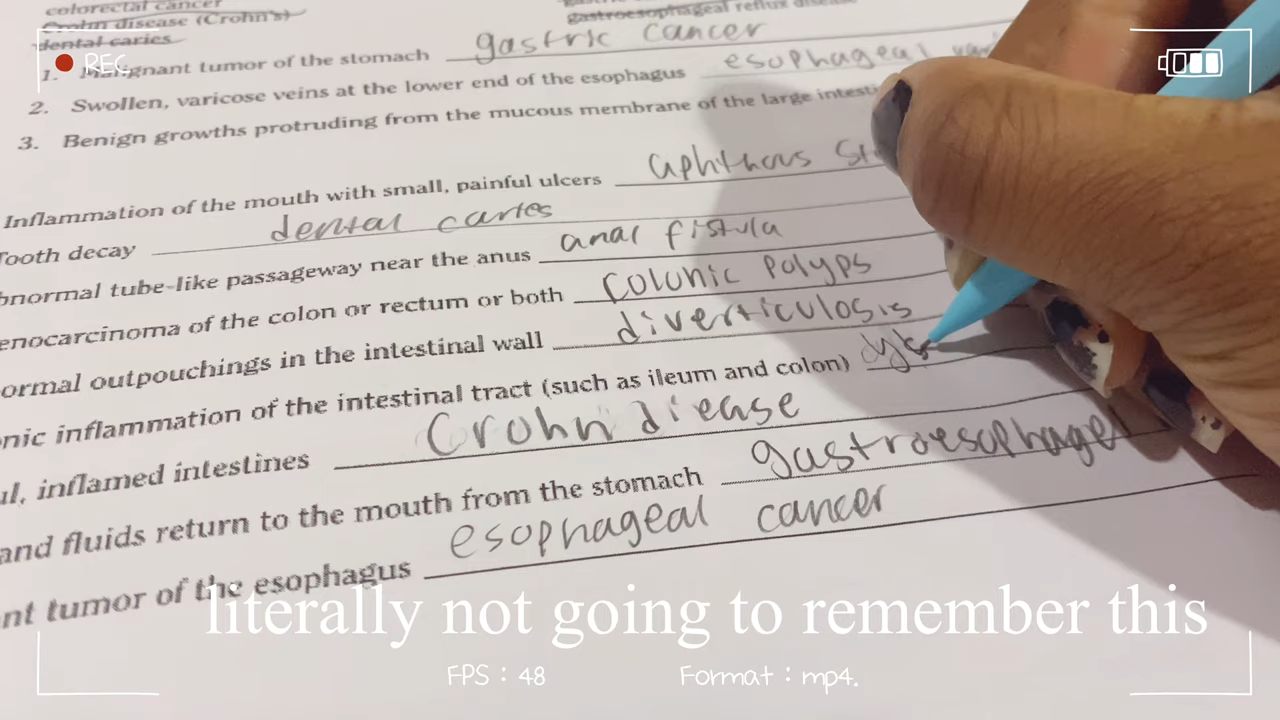 colorectal cancer
Crohn disease (Crohn's)
dental caries
gastroesophageal reflux disease
REC
1. Malignant tumor of the stomach gastric cancer
2. Swollen, varicose veins at the lower end of the esophagus esophageal
3. Benign growths protruding from the mucous membrane of the large
Inflammation of the mouth with small, painful ulcers aphthous
Tooth decay dental caries
bnormal tube-like passageway near the anus anal fistula
enocarcinoma of the colon or rectum or both colonic polyps
ormal outpouchings in the intestinal wall diverticulosis
nic inflammation of the intestinal tract (such as ileum and colon) dys
ul, inflamed intestines Crohn diease
and fluids return to the mouth from the stomach gastroesophagel
nt tumor of the esophagus esophageal cancer
literally not going to remember this
FPS : 48 Format : mp4.